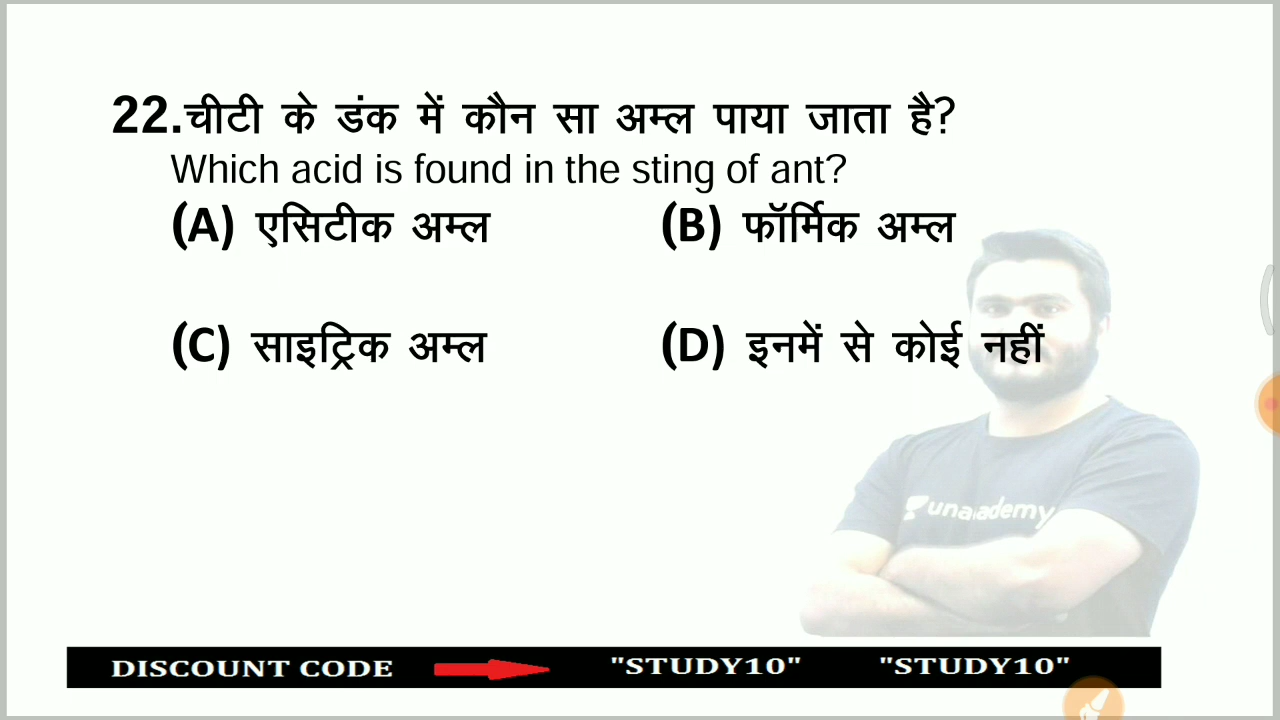 22.चीटी के डंक में कौन सा अम्ल पाया जाता है?
Which acid is found in the sting of ant?
(A) एसिटीक अम्ल (B) फॉर्मिक अम्ल
(C) साइट्रिक अम्ल (D) इनमें से कोई नहीं
unacademy
DISCOUNT CODE "STUDY10" "STUDY10"